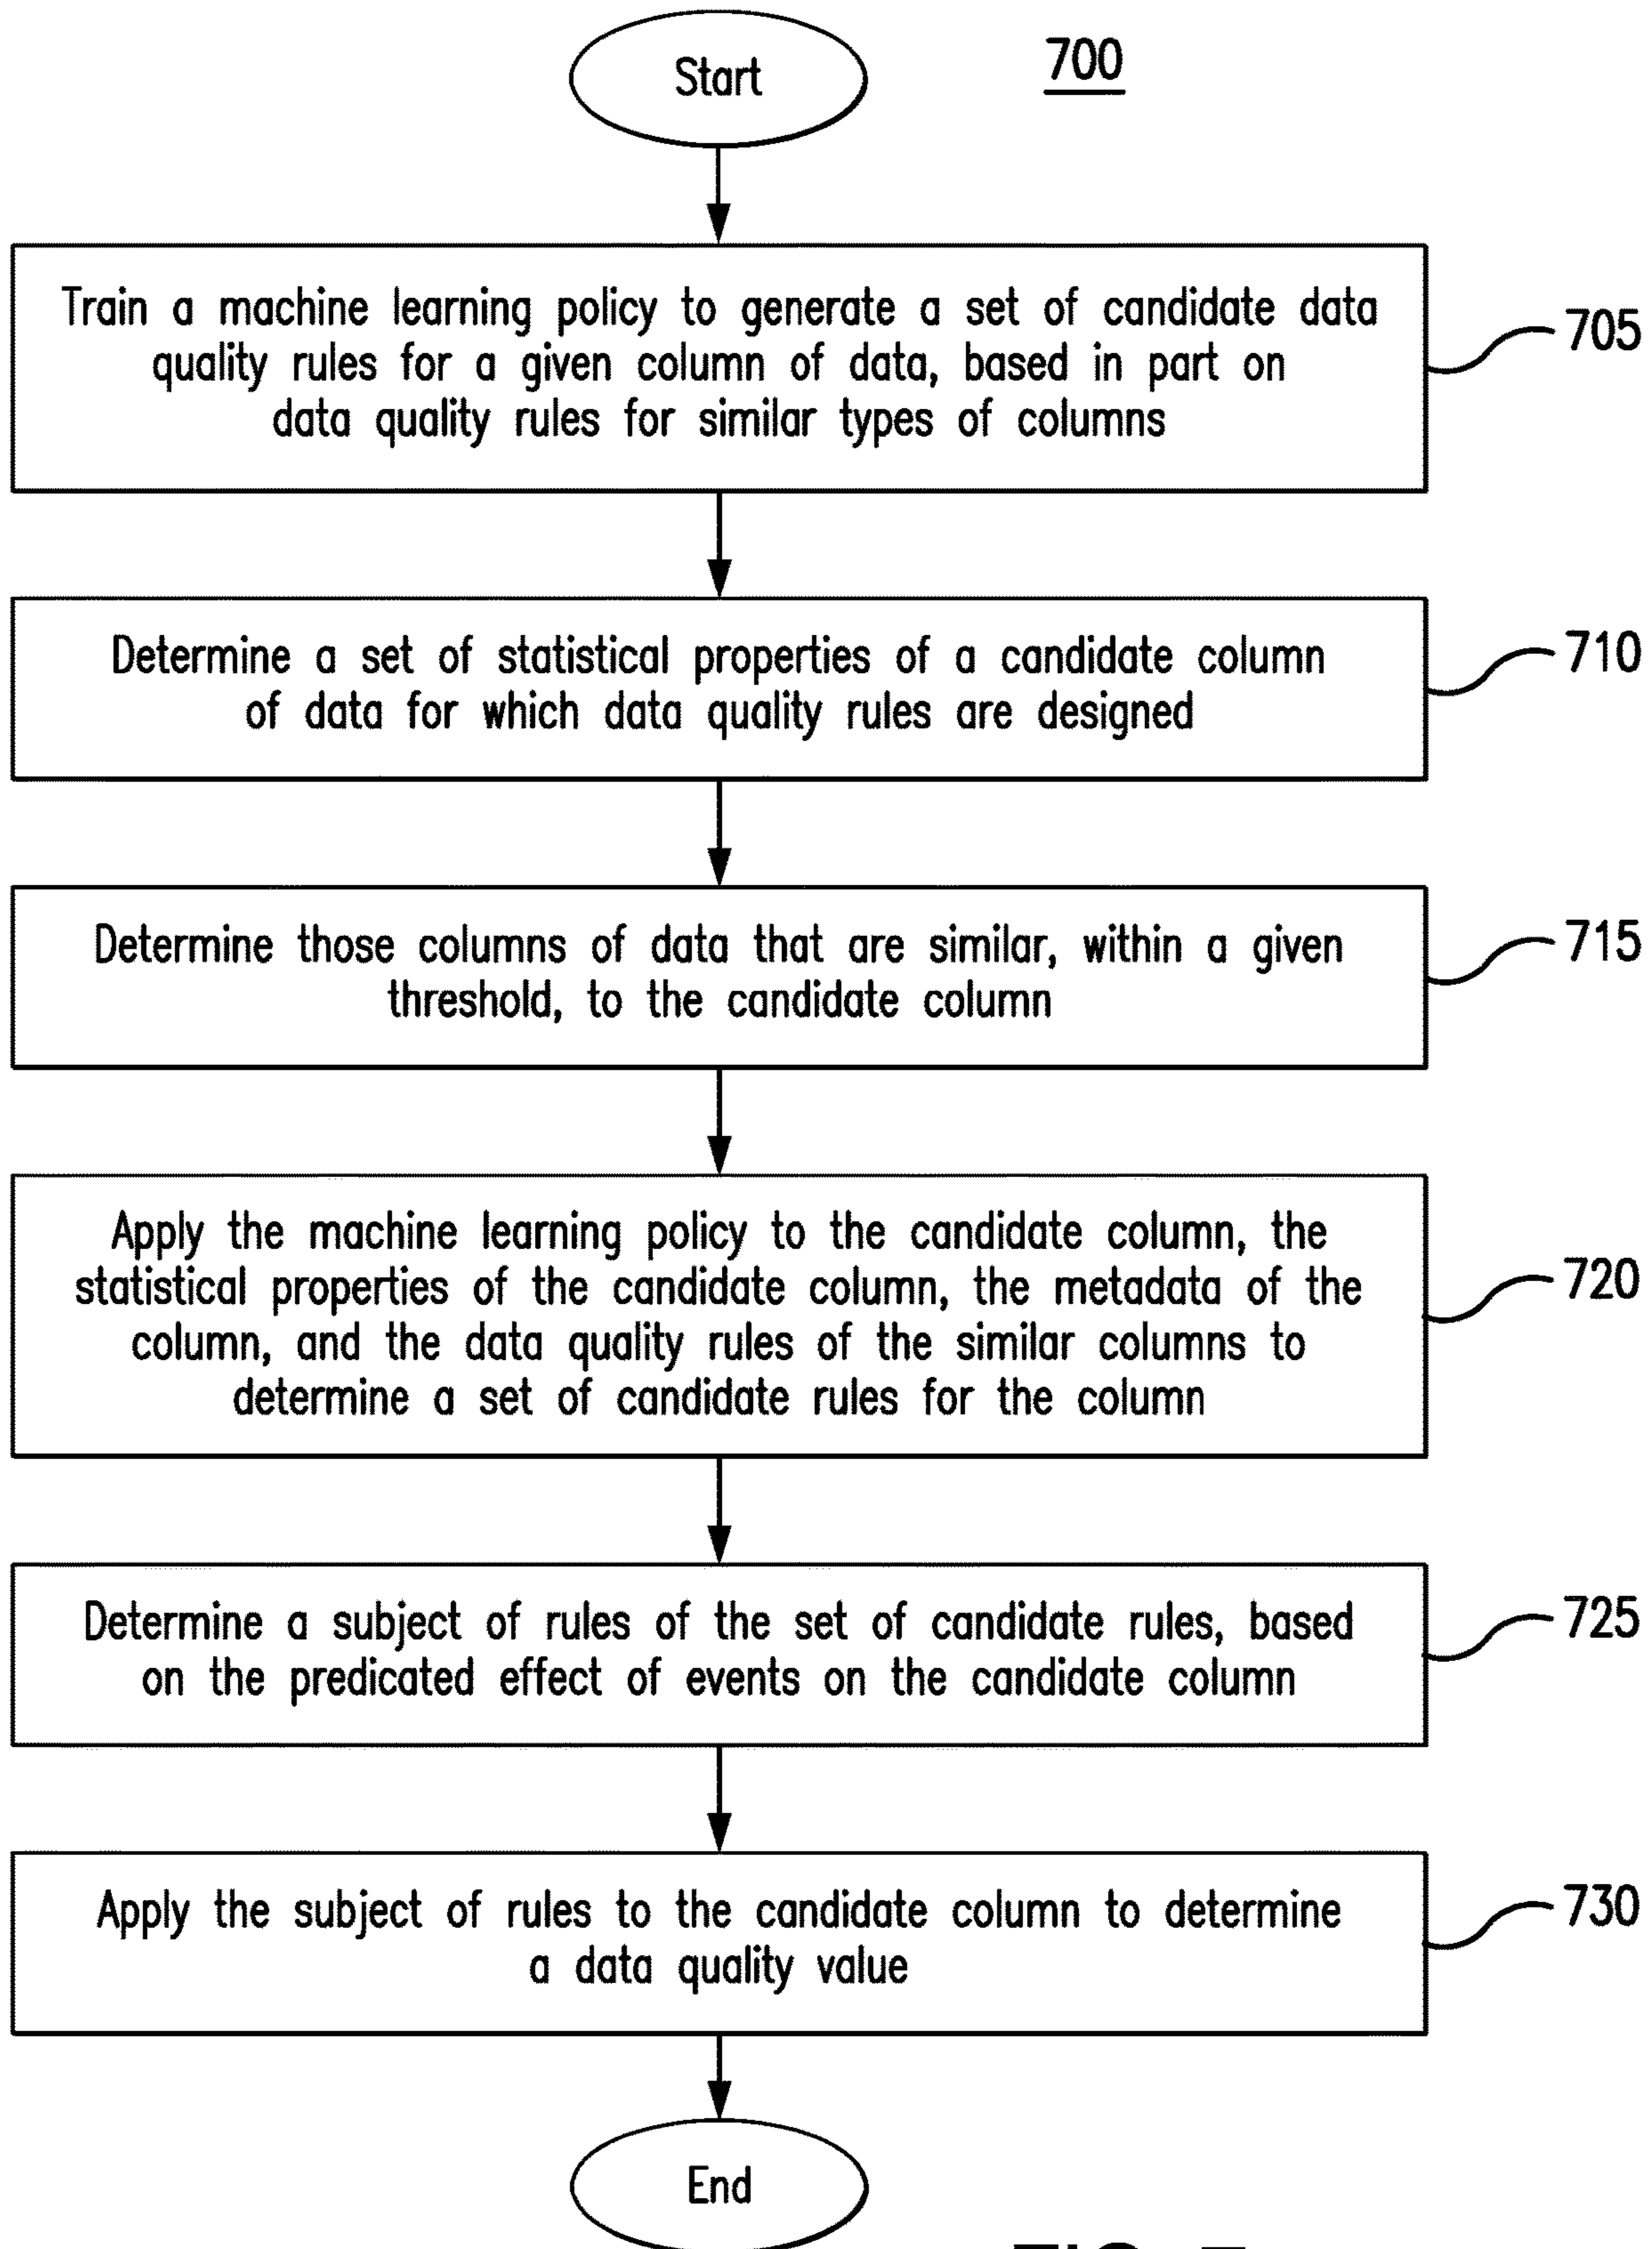 Start
700
Train a machine learning policy to generate a set of candidate data
quality rules for a given column of data, based in part on
data quality rules for similar types of columns
705
Determine a set of statistical properties of a candidate column
of data for which data quality rules are designed
710
Determine those columns of data that are similar, within a given
threshold, to the candidate column
715
Apply the machine learning policy to the candidate column, the
statistical properties of the candidate column, the metadata of the
column, and the data quality rules of the similar columns to
determine a set of candidate rules for the column
720
Determine a subject of rules of the set of candidate rules, based
on the predicated effect of events on the candidate column
725
Apply the subject of rules to the candidate column to determine
a data quality value
730
End